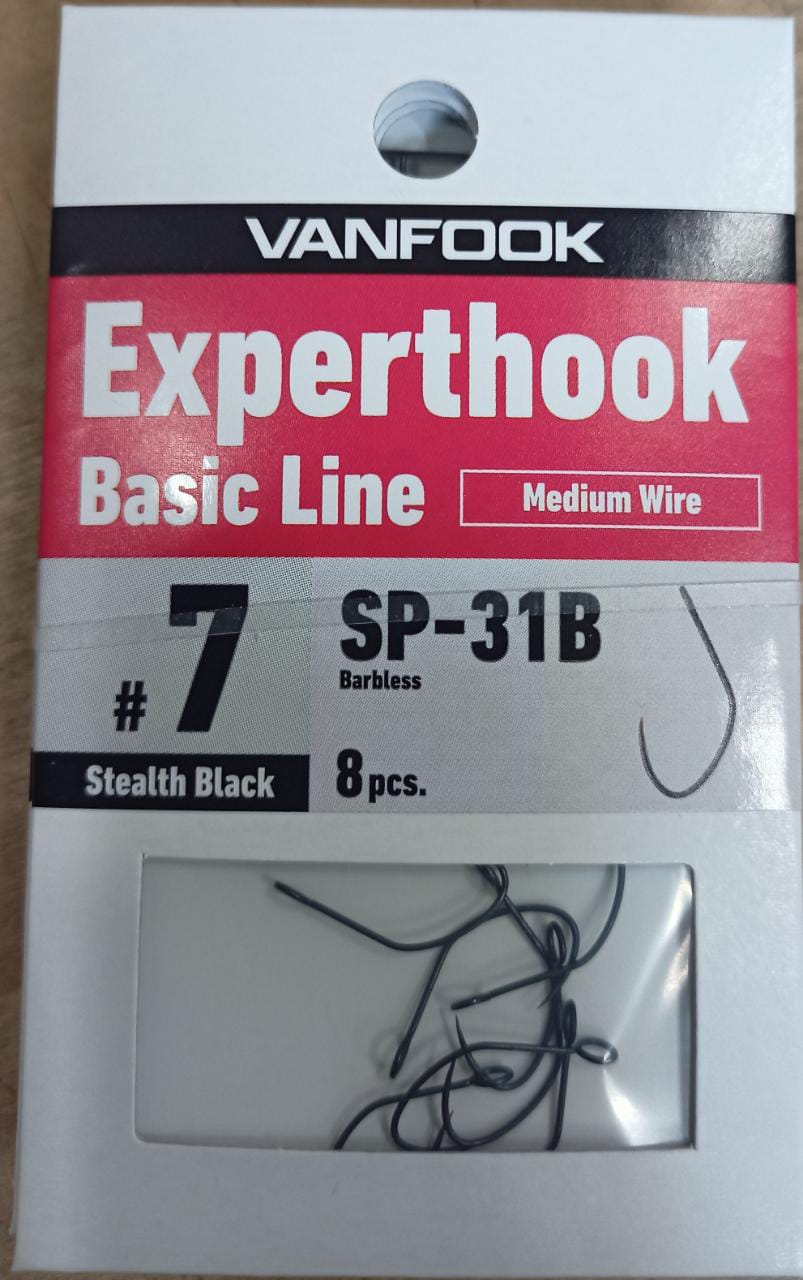 VANFOOK
Experthook
Basic Line
Medium Wire
#7
SP-31B
Barbless
Stealth Black
8 pcs.